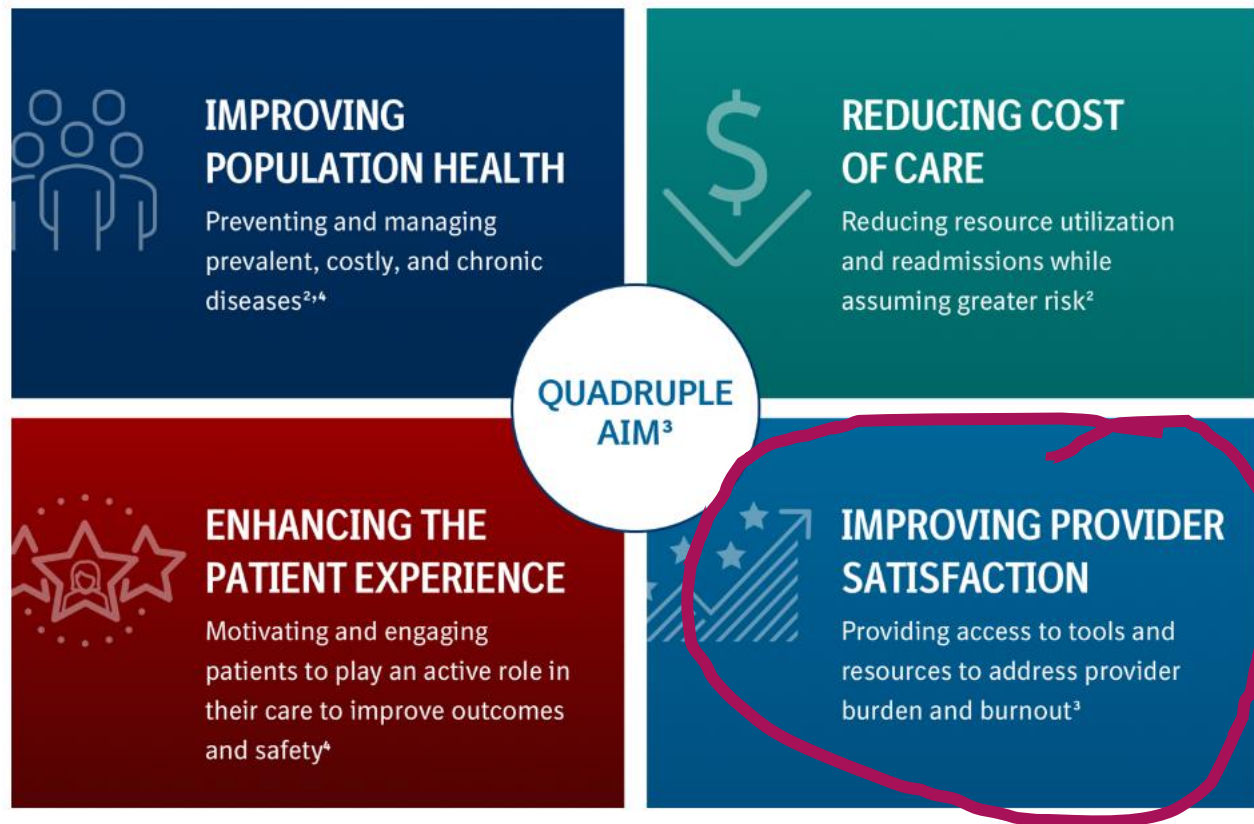 IMPROVING
POPULATION HEALTH
Preventing and managing
prevalent, costly, and chronic
diseases²,⁴
REDUCING COST
OF CARE
Reducing resource utilization
and readmissions while
assuming greater risk²
QUADRUPLE
AIM³
ENHANCING THE
PATIENT EXPERIENCE
Motivating and engaging
patients to play an active role in
their care to improve outcomes
and safety⁴
IMPROVING PROVIDER
SATISFACTION
Providing access to tools and
resources to address provider
burden and burnout³